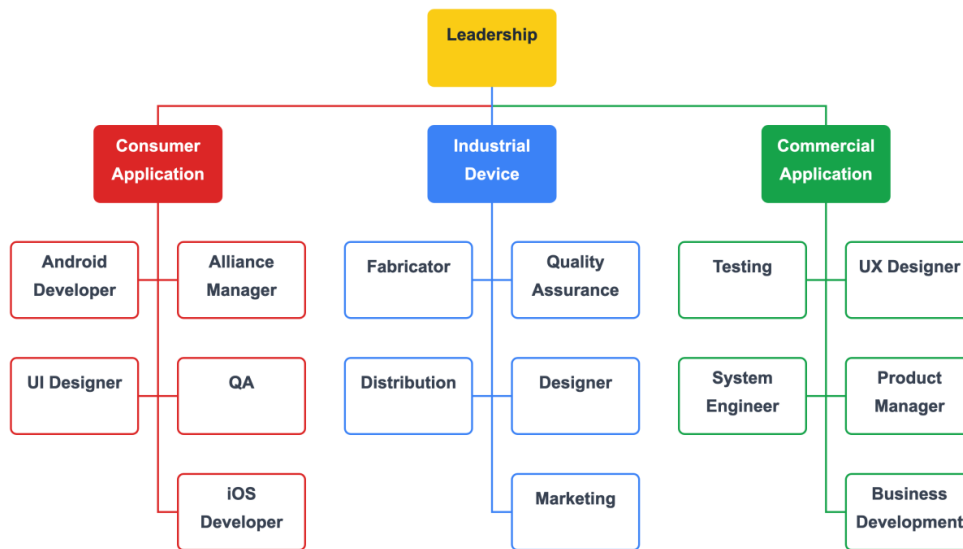 Leadership
Consumer
Application
Industrial
Device
Commercial
Application
Android
Developer
Alliance
Manager
Fabricator
Quality
Assurance
Testing
UX Designer
UI Designer
QA
Distribution
Designer
System
Engineer
Product
Manager
iOS
Developer
Marketing
Business
Development